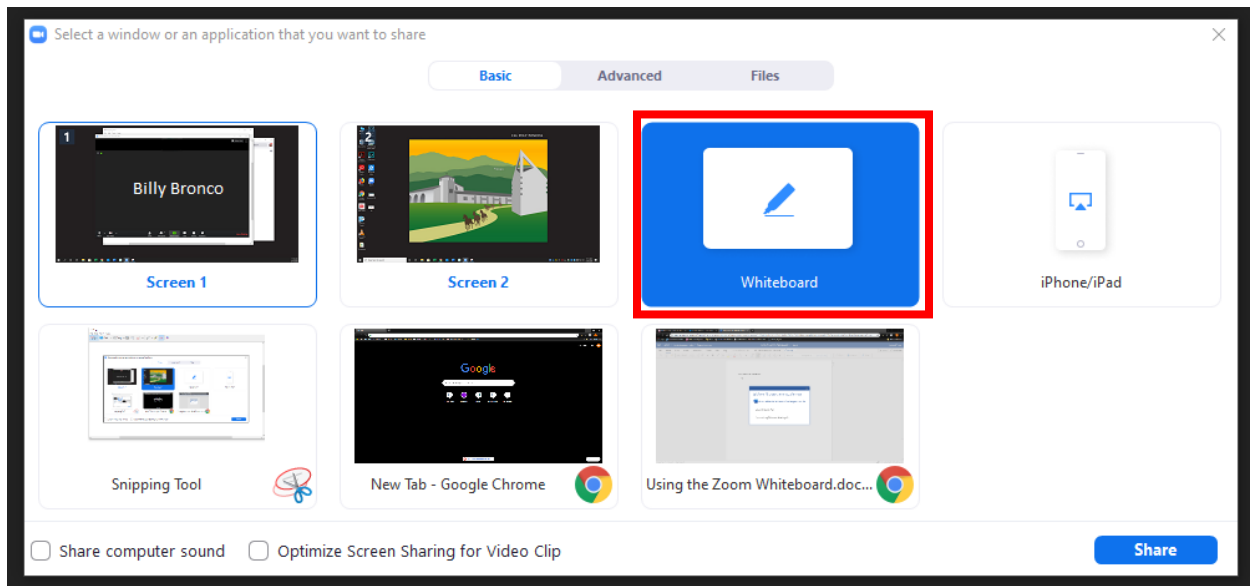 Select a window or an application that you want to share
Basic Advanced Files
1
Billy Bronco
2
Screen 1 Screen 2 Whiteboard iPhone/iPad
Google
Snipping Tool New Tab - Google Chrome Using the Zoom Whiteboard.doc...
Share computer sound Optimize Screen Sharing for Video Clip Share